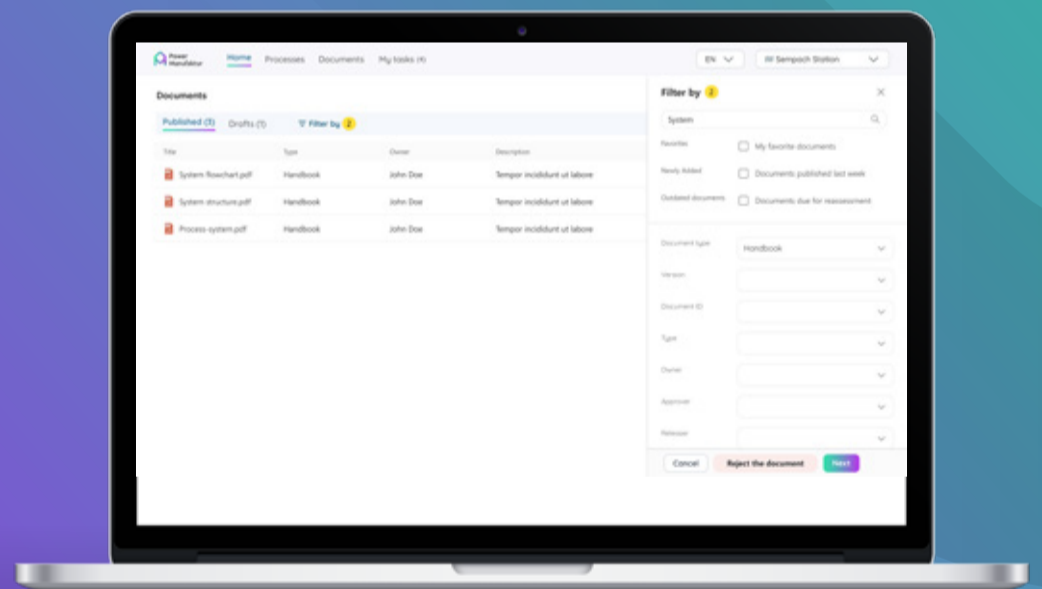 Power
Manufaktur
Home Processes Documents My tasks (4)
EN
Sempach Station
Documents
Published (3) Drafts (1) Filter by 2
Title Type Owner Description
System flowchart.pdf Handbook John Doe Tempor incididunt ut labore
System structure.pdf Handbook John Doe Tempor incididunt ut labore
Process-system.pdf Handbook John Doe Tempor incididunt ut labore
Filter by 2
System
Favorites My favorite documents
Newly Added Documents published last week
Outdated documents Documents due for reassessment
Document type Handbook
Version
Document ID
Type
Owner
Approver
Releaser
Cancel Reject the document Next